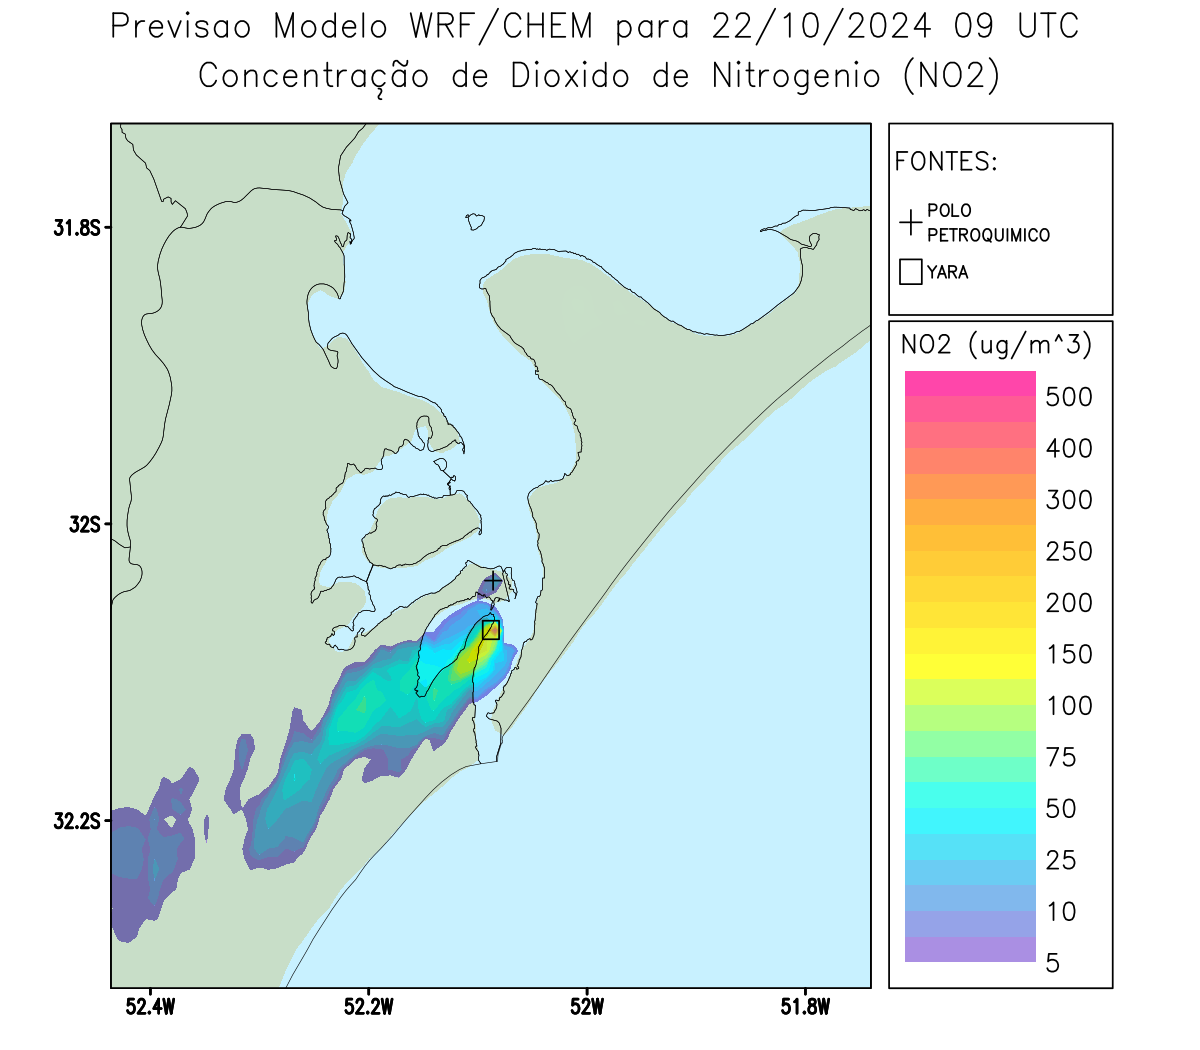 Previsao Modelo WRF/CHEM para 22/10/2024 09 UTC
Concentração de Dioxido de Nitrogenio (NO2)
FONTES:
POLO
PETROQUIMICO
YARA
NO2 (ug/m^3)
500
400
300
250
200
150
100
75
50
25
10
5
31.8S
32S
32.2S
52.4W
52.2W
52W
51.8W